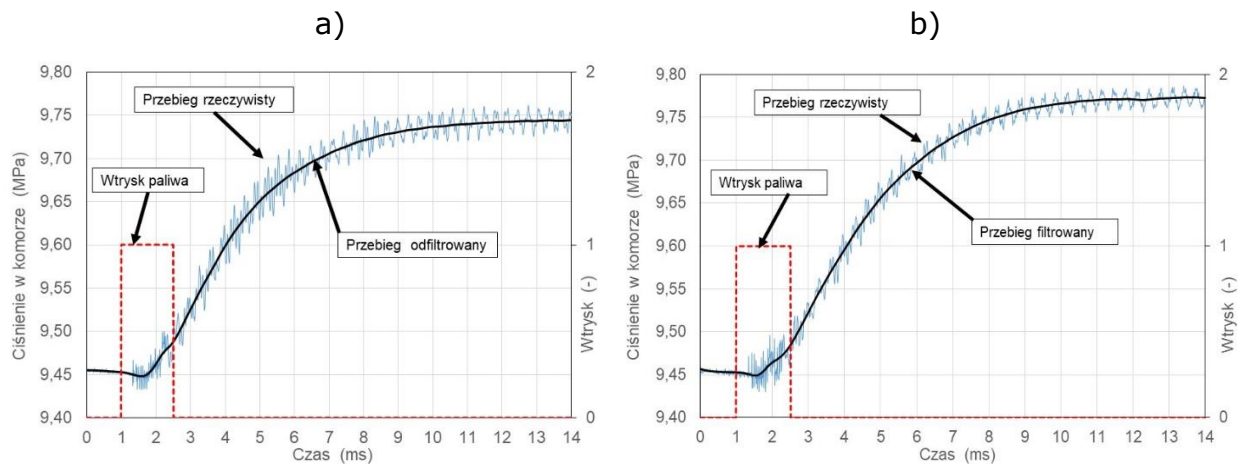 a)
9,80
9,75
9,70
9,65
9,60
9,55
9,50
9,45
9,40
Ciśnienie w komorze (MPa)
2
1
0
Wtrysk (-)
Przebieg rzeczywisty
Wtrysk paliwa
Przebieg odfiltrowany
0 1 2 3 4 5 6 7 8 9 10 11 12 13 14
Czas (ms)
b)
9,80
9,75
9,70
9,65
9,60
9,55
9,50
9,45
9,40
Ciśnienie w komorze (MPa)
2
1
0
Wtrysk (-)
Przebieg rzeczywisty
Wtrysk paliwa
Przebieg filtrowany
0 1 2 3 4 5 6 7 8 9 10 11 12 13 14
Czas (ms)